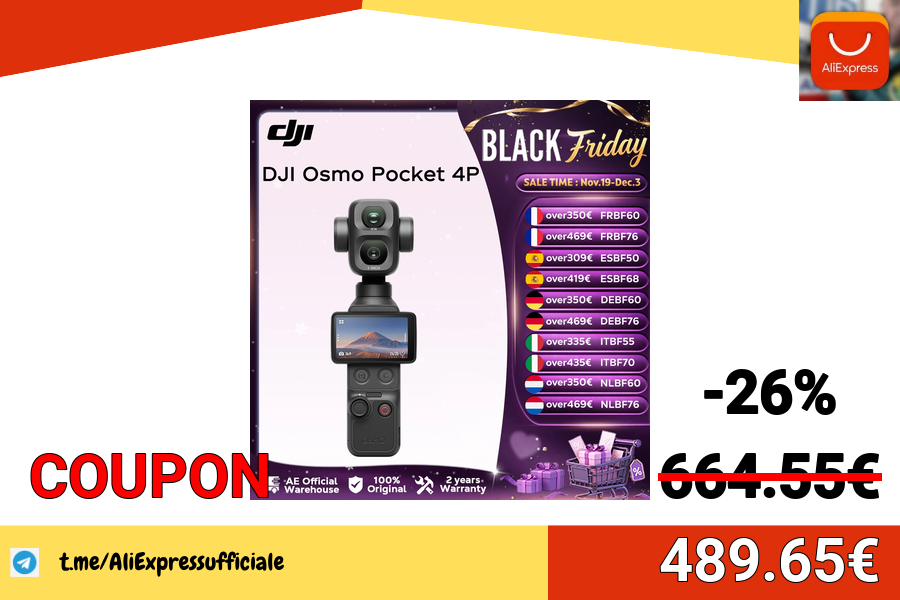 AliExpress
dji
BLACK Friday
DJI Osmo Pocket 4P
SALE TIME : Nov.19-Dec.3
over350€ FRBF60
over469€ FRBF76
over309€ ESBF50
over419€ ESBF68
over350€ DEBF60
over469€ DEBF76
over335€ ITBF55
over435€ ITBF70
over350€ NLBF60
over469€ NLBF76
-26%
COUPON
664.55€
AE Official Warehouse
100% Original
2 years Warranty
t.me/AliExpressufficiale
489.65€